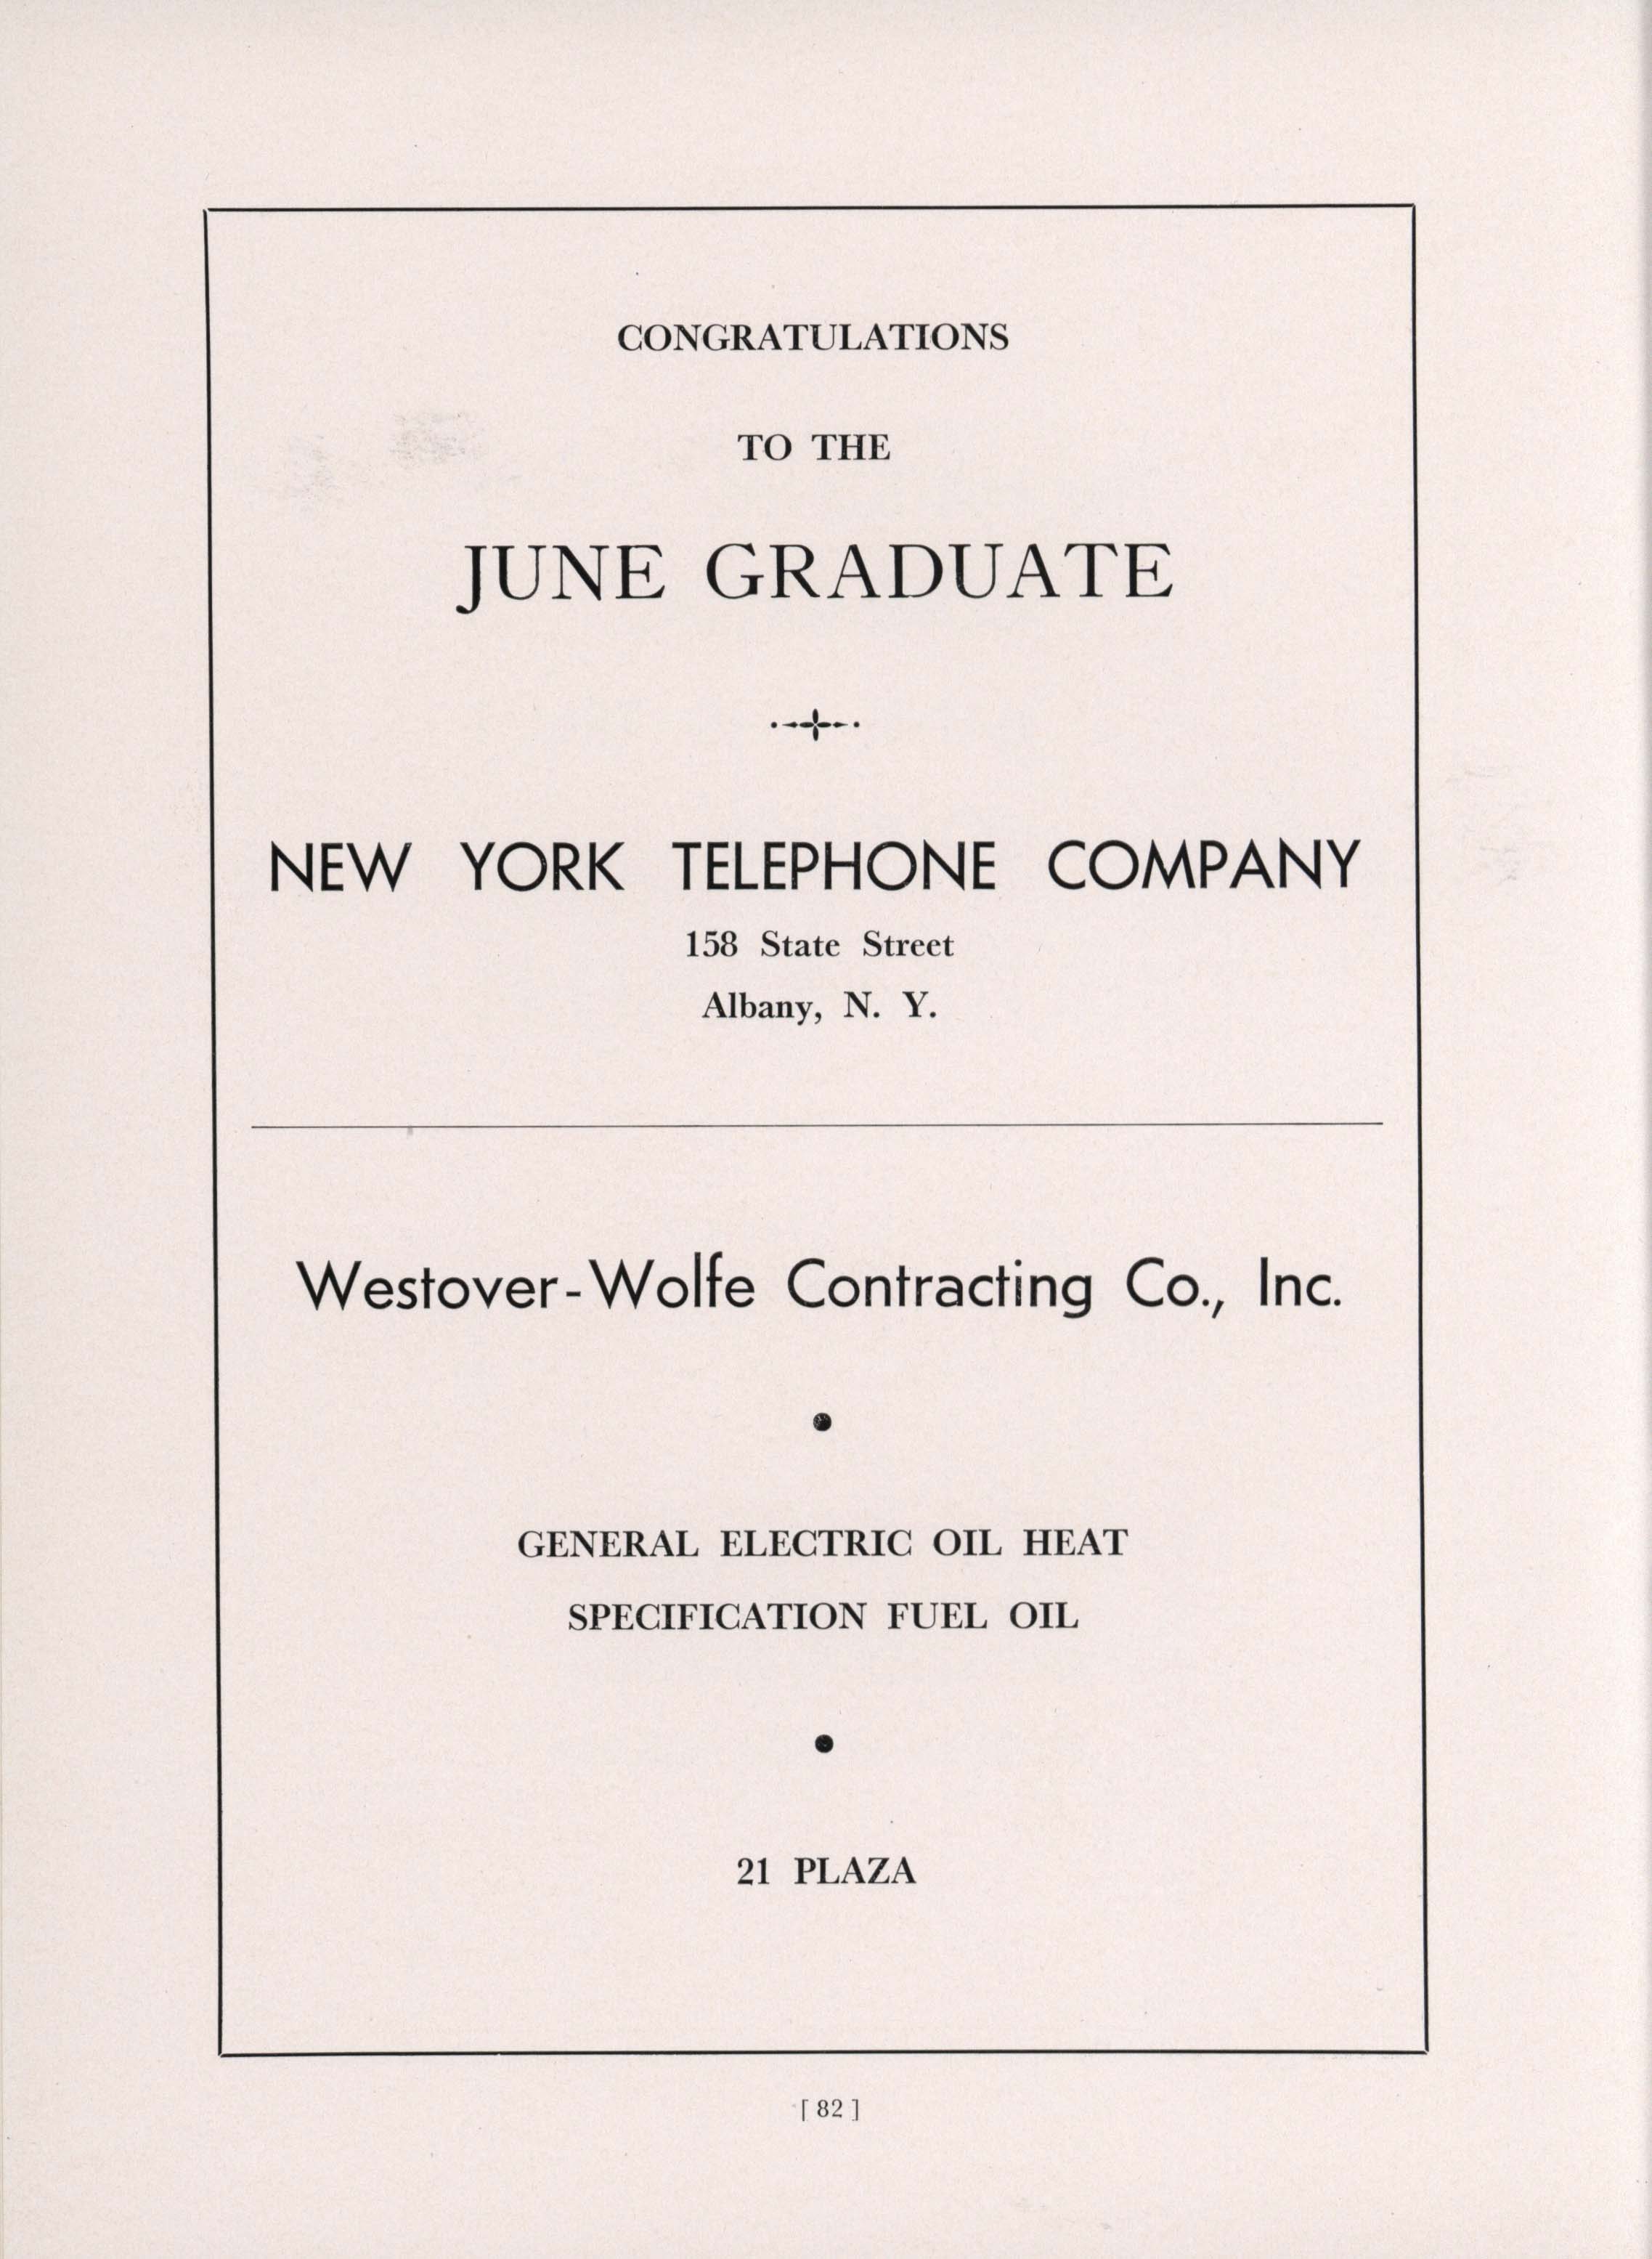 CONGRATULATIONS
TO THE
JUNE GRADUATE
NEW YORK TELEPHONE COMPANY
158 State Street
Albany, N. Y.
Westover-Wolfe Contracting Co., Inc.
GENERAL ELECTRIC OIL HEAT
SPECIFICATION FUEL OIL
21 PLAZA
[ 82 ]